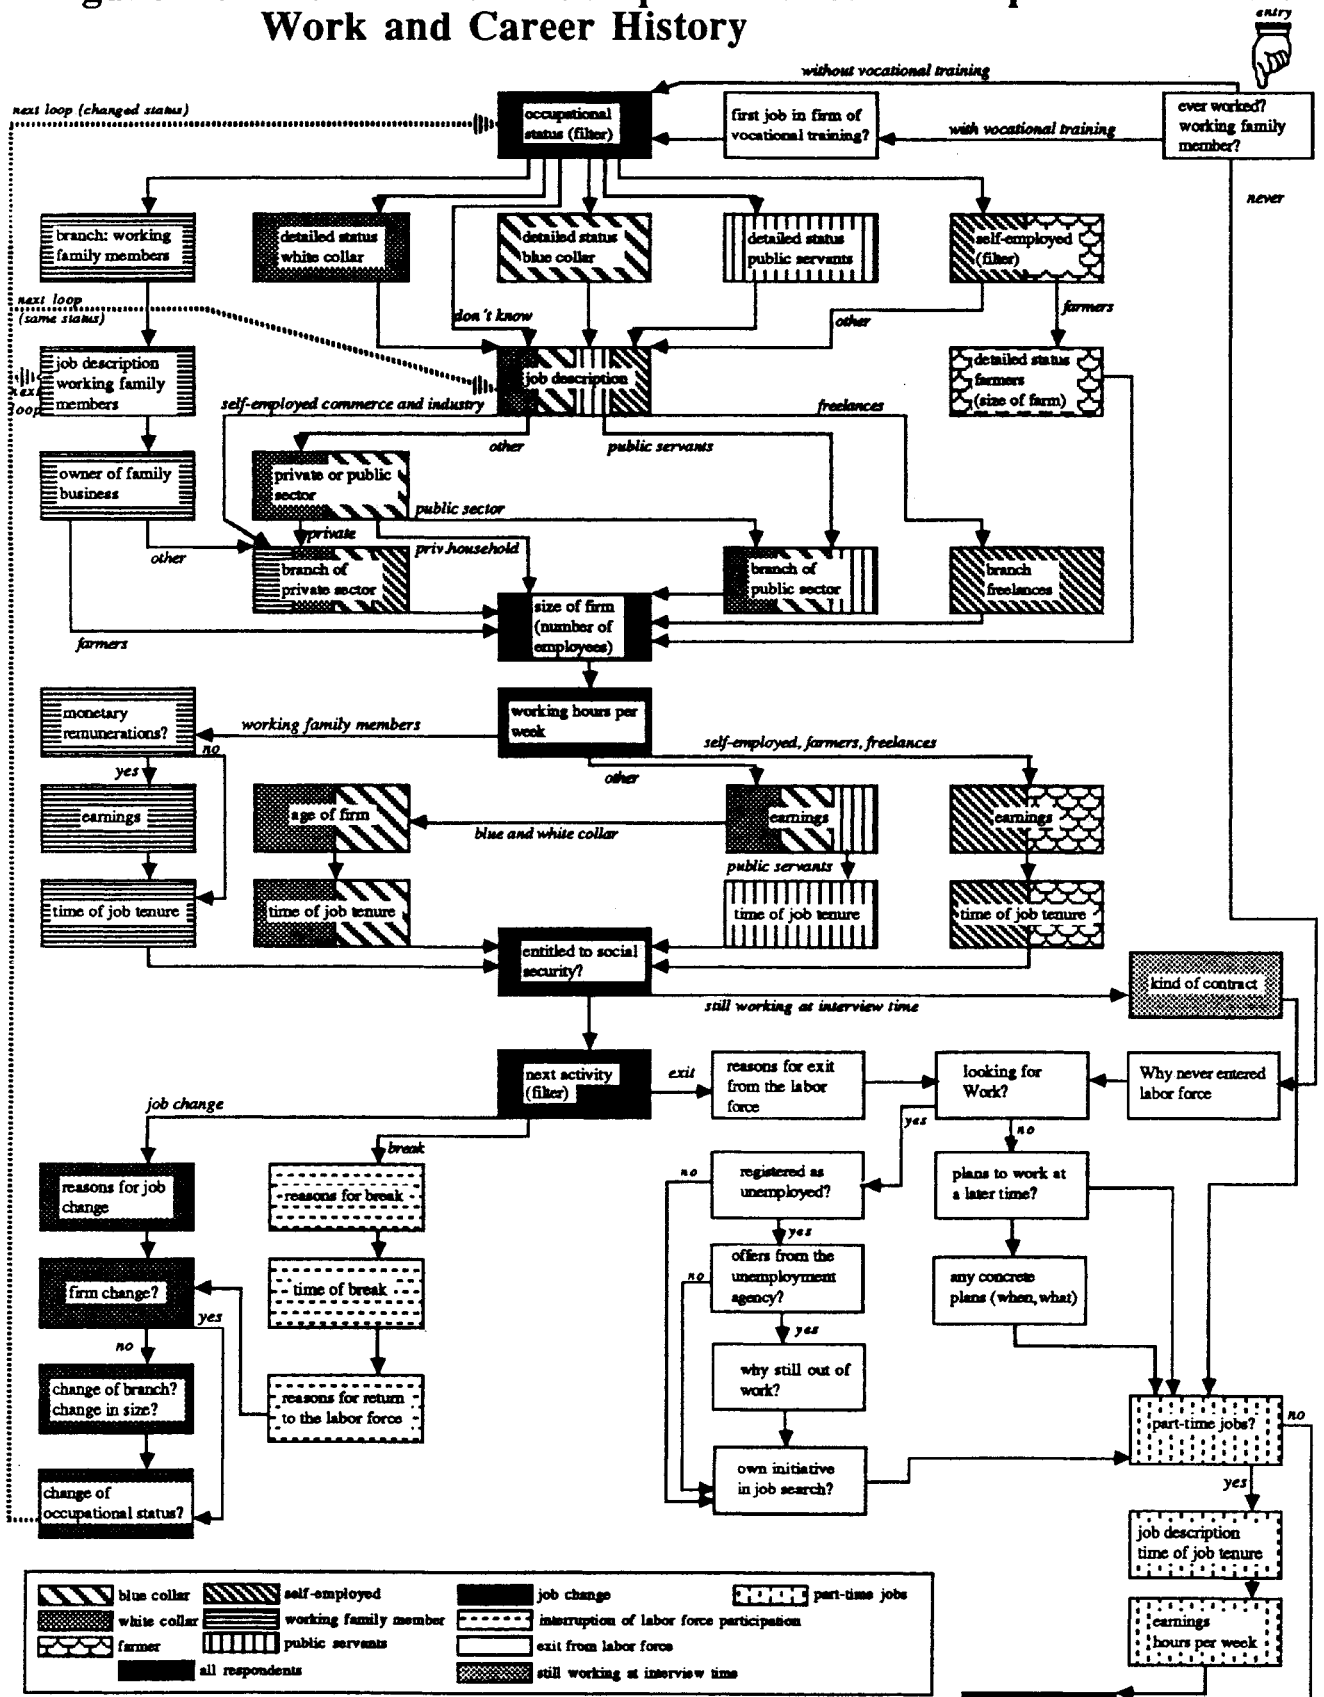 Work and Career History
entry
without vocational training
next loop (changed status)
occupational
status (filter)
first job in firm of
vocational training?
with vocational training
ever worked?
working family
member?
never
branch: working
family members
detailed status
white collar
detailed status
blue collar
detailed status
public servants
self-employed
(filter)
next loop
(same status)
don't know
other
farmers
job description
working family
members
next
loop
job description
detailed status
farmers
(size of farm)
self-employed commerce and industry
freelances
other
public servants
owner of family
business
private or public
sector
public sector
private
priv.household
other
branch of
private sector
branch of
public sector
branch
freelances
size of firm
(number of
employees)
farmers
monetary
remunerations?
working family members
working hours per
week
no
self-employed, farmers, freelances
yes
other
earnings
age of firm
blue and white collar
earnings
earnings
public servants
time of job tenure
time of job tenure
time of job tenure
time of job tenure
entitled to social
security?
kind of contract
still working at interview time
next activity
(filter)
exit
reasons for exit
from the labor
force
looking for
Work?
Why never entered
labor force
job change
yes
no
break
reasons for job
change
reasons for break
no
registered as
unemployed?
plans to work at
a later time?
yes
firm change?
time of break
no
offers from the
unemployment
agency?
any concrete
plans (when, what)
yes
no
yes
change of branch?
change in size?
reasons for return
to the labor force
why still out of
work?
part-time jobs?
no
change of
occupational status?
own initiative
in job search?
yes
job description
time of job tenure
earnings
hours per week
blue collar
self-employed
job change
part-time jobs
white collar
working family member
interruption of labor force participation
farmer
public servants
exit from labor force
all respondents
still working at interview time